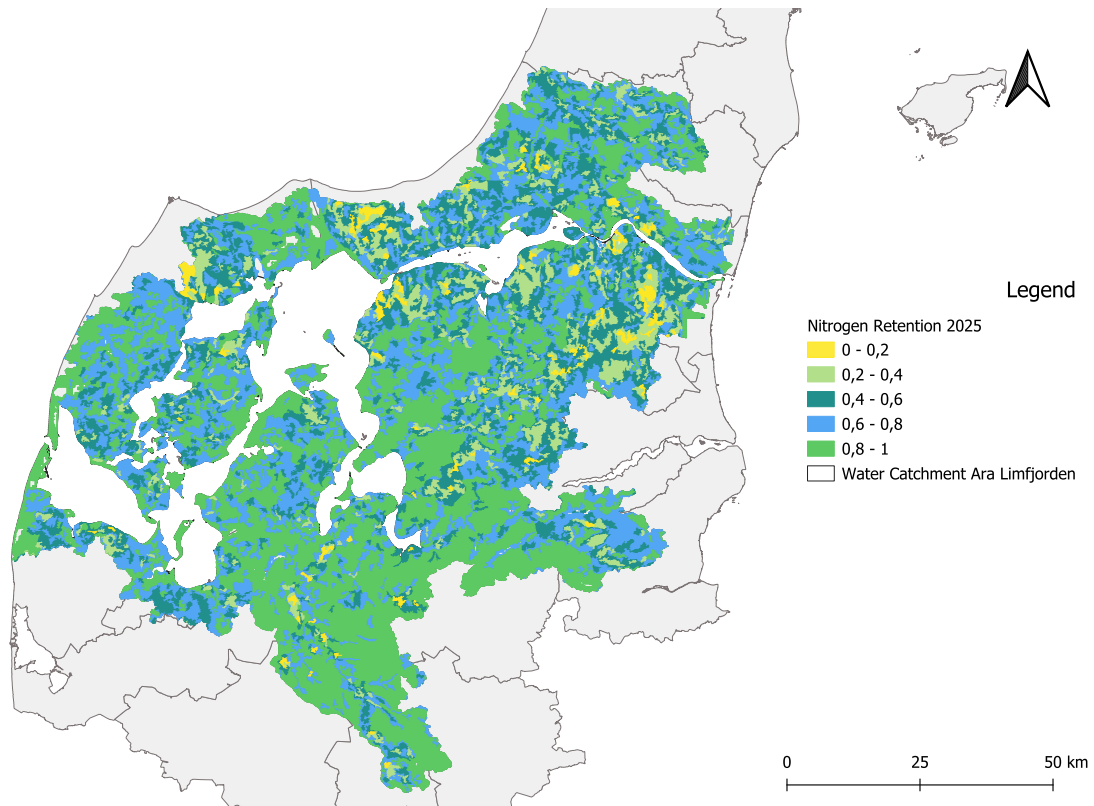 Legend
Nitrogen Retention 2025
0 - 0,2
0,2 - 0,4
0,4 - 0,6
0,6 - 0,8
0,8 - 1
Water Catchment Ara Limfjorden
0 25 50 km